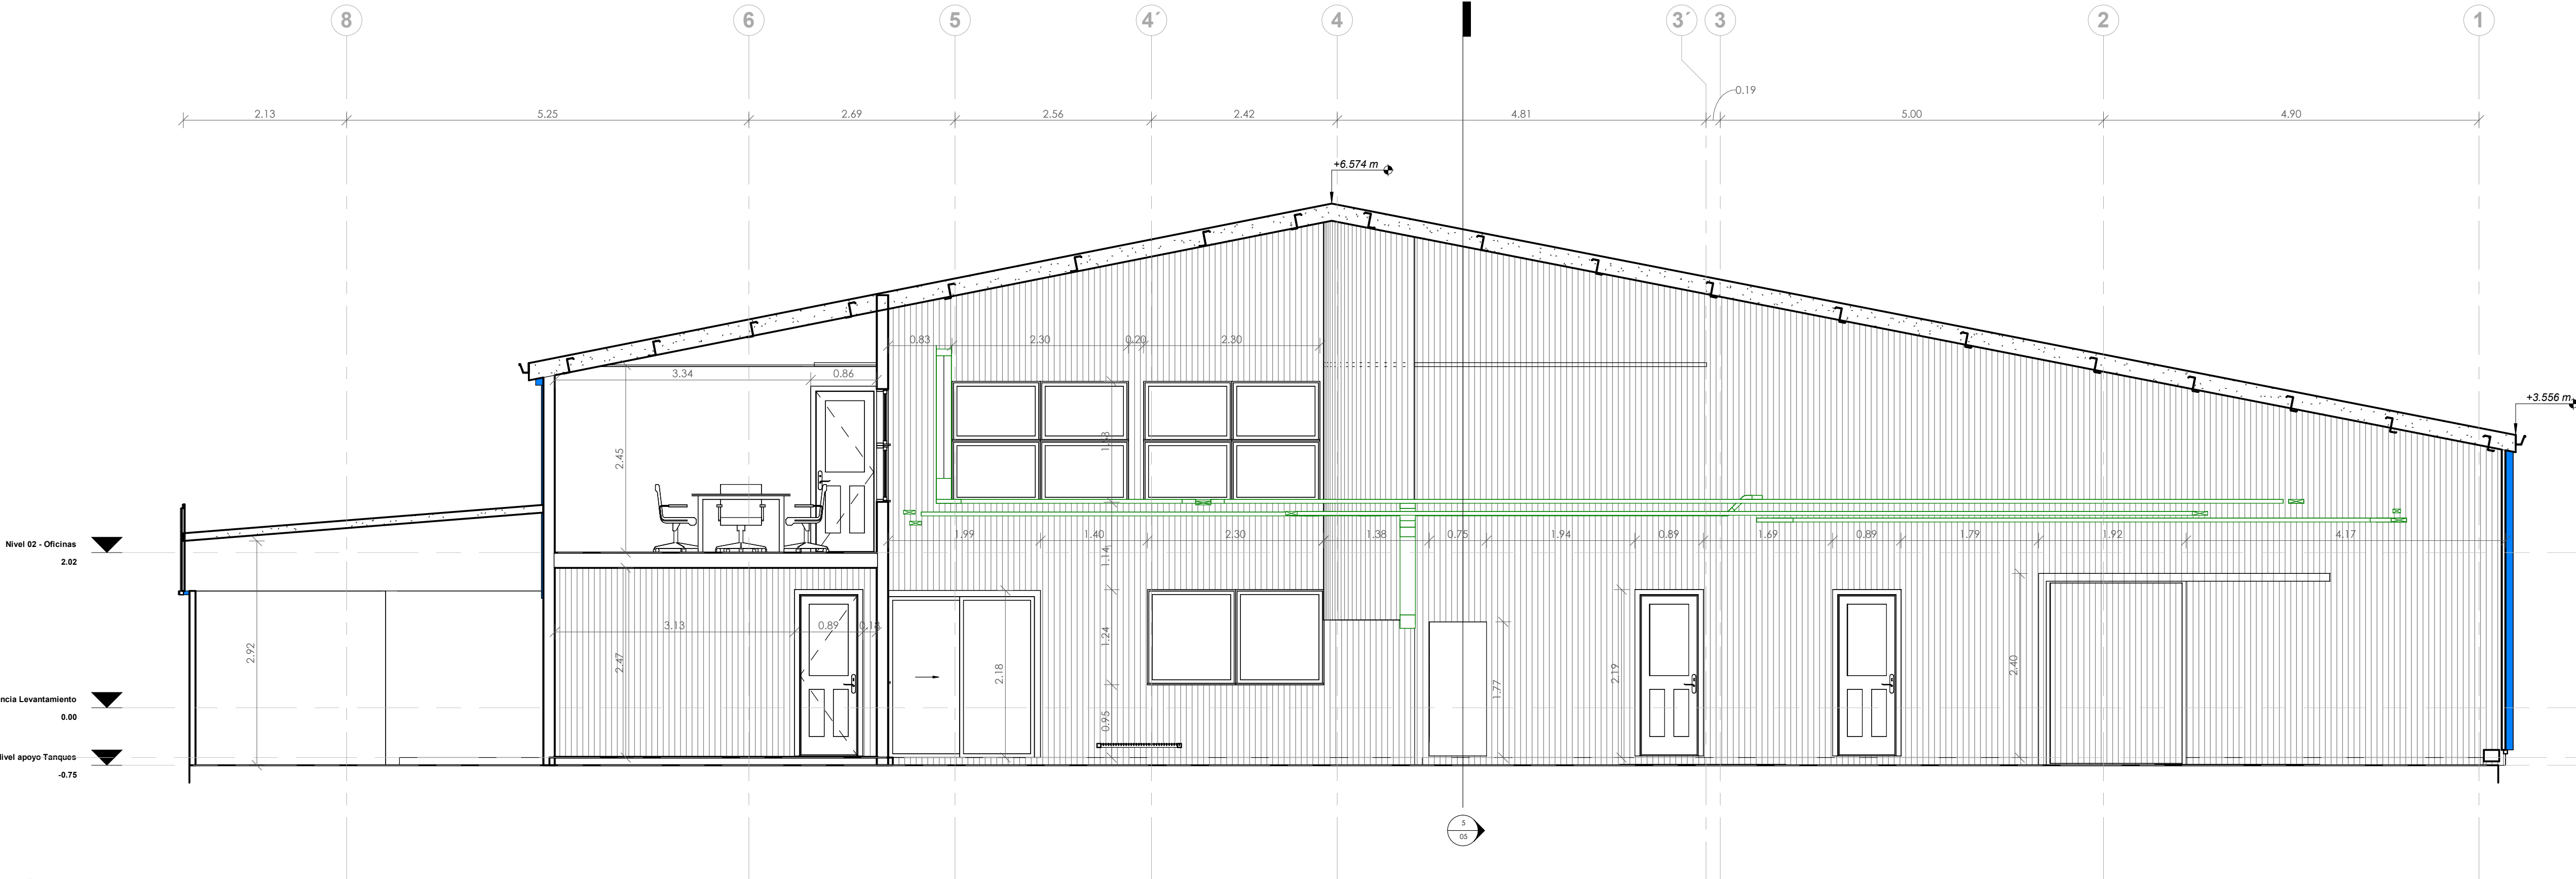 8 6 5 4´ 4 3´ 3 2 1
0.19
2.13 5.25 2.69 2.56 2.42 4.81 5.00 4.90
+6.574 m
+3.556 m
0.83 2.30 0.20 2.30
3.34 0.86
2.45
1.99 1.40 2.30 1.38 0.75 1.94 0.89 1.69 0.89 1.79 1.92 4.17
Nivel 02 - Oficinas
2.02
1.14
3.13 0.89
1.24
2.92
2.47
2.18
1.77
2.19
2.40
ncia Levantamiento
0.00
0.95
ivel apoyo Tanques
-0.75
5
05